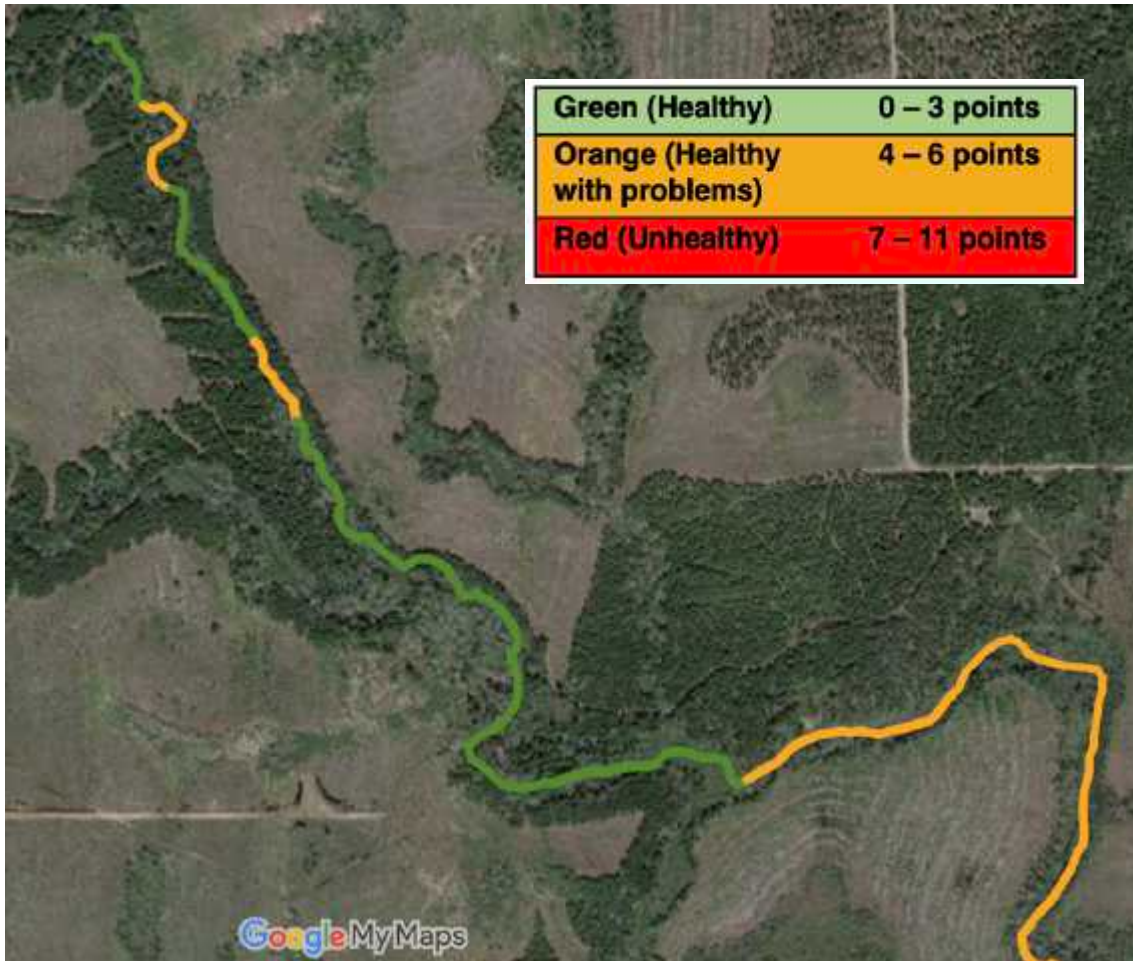 Green (Healthy) 0 – 3 points
Orange (Healthy 4 – 6 points
with problems)
Red (Unhealthy) 7 – 11 points
Google My Maps